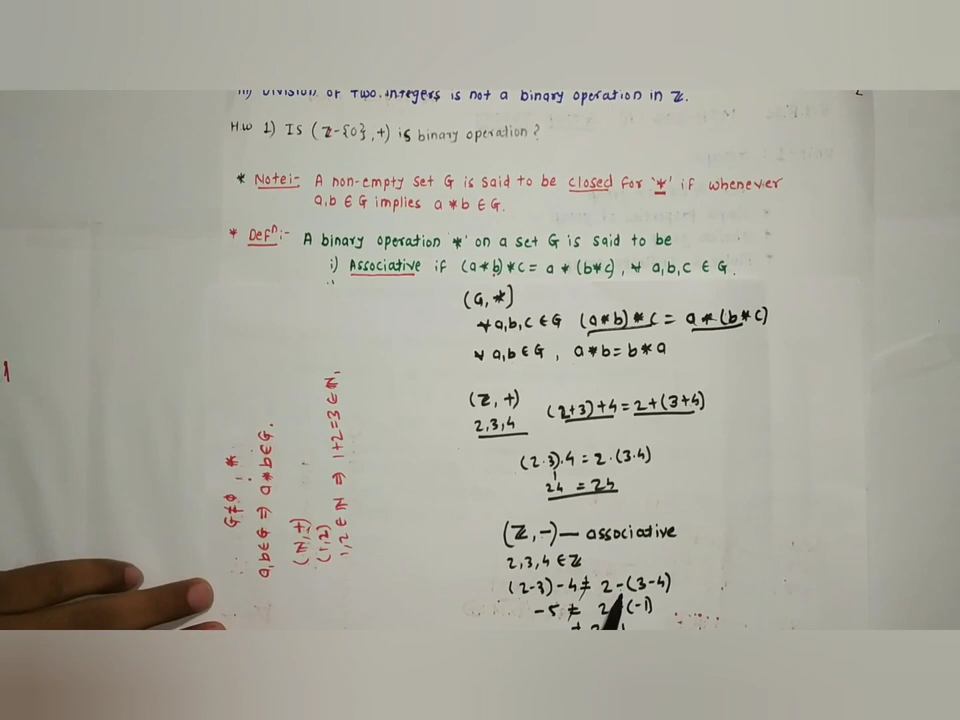 iii) Division of Two integers is not a binary operation in Z.
H.W 1) Is (Z-{0},+) is binary operation?
* Note:- A non-empty set G is said to be closed for '*' if whenever
a,b ∈ G implies a * b ∈ G.
* Defⁿ:- A binary operation '*' on a set G is said to be
i) Associative if (a*b)*c = a*(b*c), ∀ a,b,c ∈ G.
(G,*]
∀ a,b,c ∈ G (a*b)*c = a*(b*c)
∀ a,b ∈ G, a*b = b*a
(Z,+) (2+3)+4 = 2+(3+4)
2,3,4
(2·3)·4 = 2·(3·4)
24 = 24
(Z,-) — associative
2,3,4 ∈ Z
(2-3)-4 ≠ 2-(3-4)
-5 ≠ 2 (-1)
G≠φ, *
a,b∈G ⇒ a*b∈G.
(N,+)
(1,2)
1,2 ∈ N ⇒ 1+2=3 ∈ N,
1